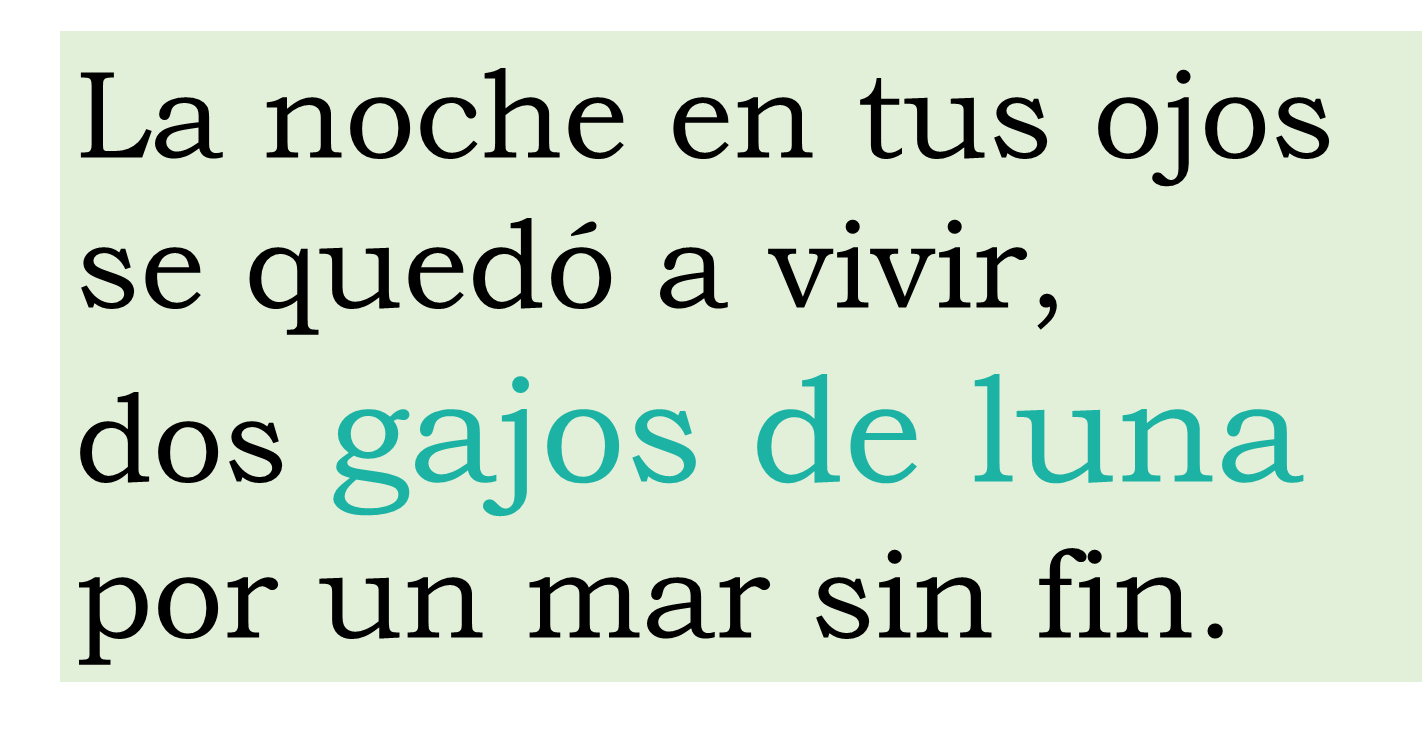 La noche en tus ojos
se quedó a vivir,
dos gajos de luna
por un mar sin fin.